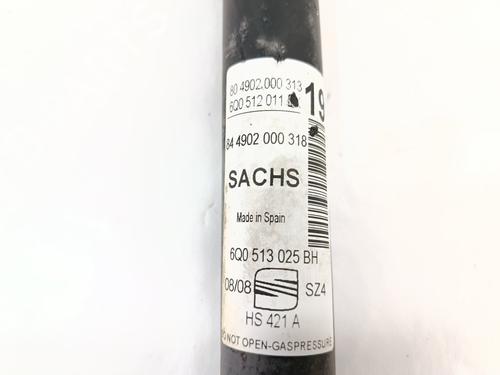 80 4902.000 313
6Q0 512 011
19
84 4902 000 318
SACHS
Made in Spain
6Q0 513 025 BH
08/08
SZ4
HS 421 A
NOT OPEN-GASPRESSURE